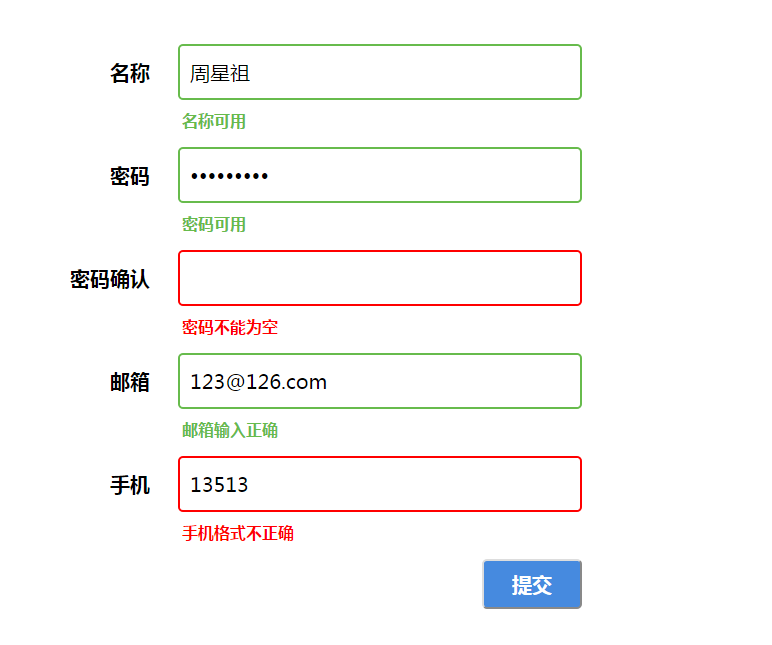 名称 周星祖
名称可用
密码 •••••••••
密码可用
密码确认
密码不能为空
邮箱 123@126.com
邮箱输入正确
手机 13513
手机格式不正确
提交